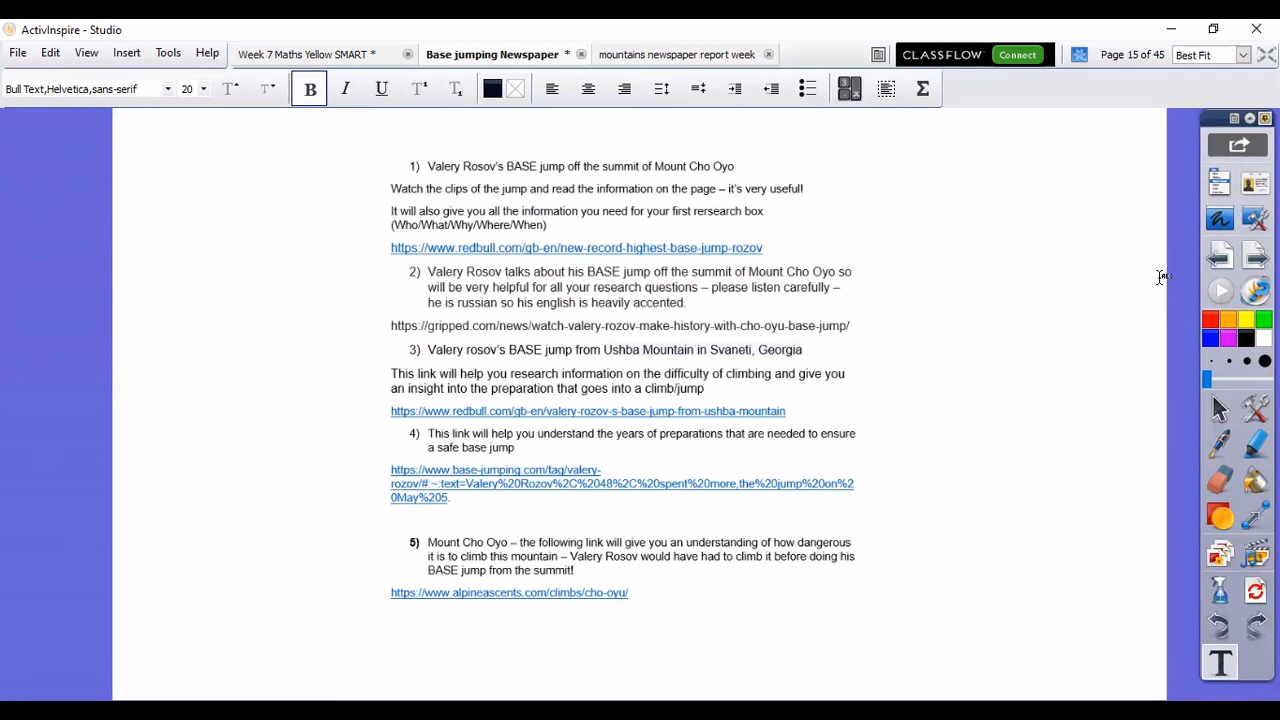 ActivInspire - Studio
File Edit View Insert Tools Help
Week 7 Maths Yellow SMART *
Base jumping Newspaper *
mountains newspaper report week
CLASSFLOW Connect
Page 15 of 45
Best Fit
Bull Text,Helvetica,sans-serif 20
1) Valery Rosov's BASE jump off the summit of Mount Cho Oyo
Watch the clips of the jump and read the information on the page – it's very useful!
It will also give you all the information you need for your first rersearch box
(Who/What/Why/Where/When)
https://www.redbull.com/gb-en/new-record-highest-base-jump-rozov
2) Valery Rosov talks about his BASE jump off the summit of Mount Cho Oyo so
will be very helpful for all your research questions – please listen carefully –
he is russian so his english is heavily accented.
https://gripped.com/news/watch-valery-rozov-make-history-with-cho-oyu-base-jump/
3) Valery rosov's BASE jump from Ushba Mountain in Svaneti, Georgia
This link will help you research information on the difficulty of climbing and give you
an insight into the preparation that goes into a climb/jump
https://www.redbull.com/gb-en/valery-rozov-s-base-jump-from-ushba-mountain
4) This link will help you understand the years of preparations that are needed to ensure
a safe base jump
https://www.base-jumping.com/tag/valery-
rozov/#:~:text=Valery%20Rozov%2C%2048%2C%20spent%20more,the%20jump%20on%2
0May%205.
5) Mount Cho Oyo – the following link will give you an understanding of how dangerous
it is to climb this mountain – Valery Rosov would have had to climb it before doing his
BASE jump from the summit!
https://www.alpineascents.com/climbs/cho-oyu/